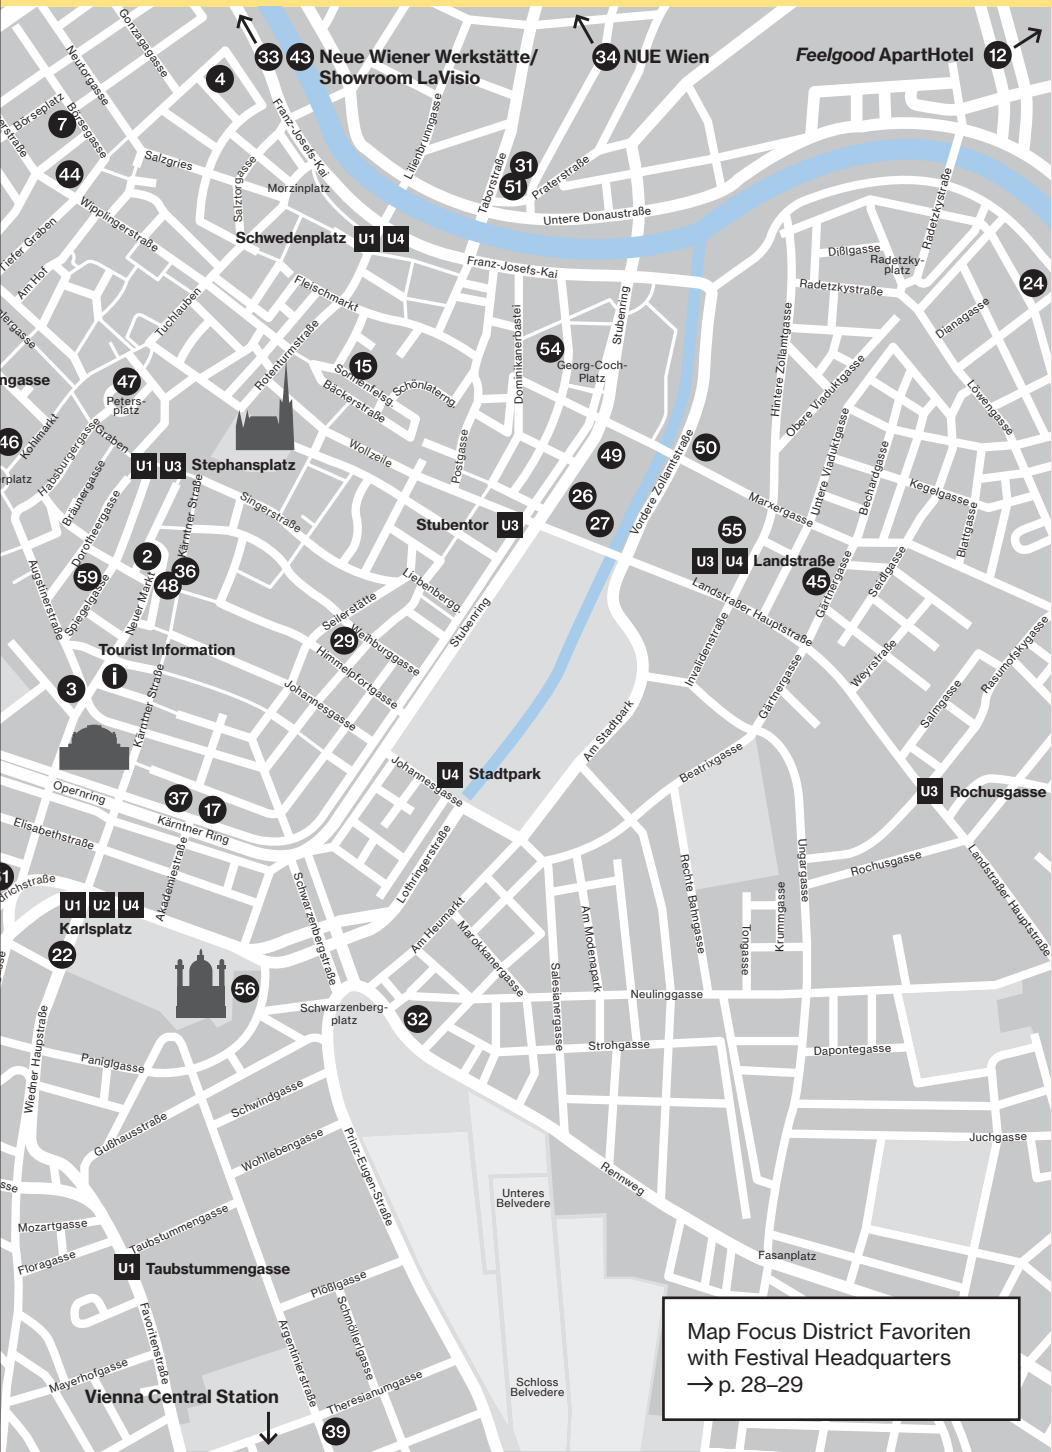 33
43
Neue Wiener Werkstätte/
Showroom LaVisio
34
NUE Wien
Feelgood ApartHotel
12
Gonzagagasse
Neutorgasse
4
Börseplatz
7
Börsegasse
Franz-Josefs-Kai
Lilienbrunngasse
Salzgries
44
Salztorgasse
Morzinplatz
Taborstraße
31
51
Praterstraße
Untere Donaustraße
Radetzkystraße
Wipplingerstraße
Tiefer Graben
Schwedenplatz
U1
U4
Franz-Josefs-Kai
Dißlgasse
Radetzky-
platz
Radetzkystraße
24
Am Hof
Tuchlauben
Fleischmarkt
Rotenturmstraße
Dominikanerbastei
Stubenring
54
Georg-Coch-
Platz
Hintere Zollamtgasse
Dianagasse
Obere Viaduktgasse
Löwengasse
ngasse
47
Peters-
platz
15
Sonnenfelsg.
Schönlaterng.
Bäckerstraße
46
Kohlmarkt
rplatz
Habsburgergasse
Graben
Wollzeile
Postgasse
49
50
Vordere Zollamtstraße
Untere Viaduktgasse
Bechardgasse
Kegelgasse
Blattgasse
U1
U3
Stephansplatz
Bräunergasse
Dorotheergasse
Kärntner Straße
Singerstraße
26
27
Stubentor
U3
Marxergasse
55
U3
U4
Landstraße
45
Gärtnergasse
Seidlgasse
Augstinerstraße
2
36
48
59
Spiegelgasse
Neuer Markt
Liebenbergg.
Landstraßer Hauptstraße
Seilerstätte
29
Weihburggasse
Himmelpfortgasse
Stubenring
Invalidenstraße
Weyrstraße
Rasumofskygasse
Tourist Information
i
3
Kärntner Straße
Johannesgasse
Gärtnergasse
Salmgasse
Am Stadtpark
Beatrixgasse
Johannesgasse
U4
Stadtpark
U3
Rochusgasse
Opernring
37
17
Kärntner Ring
Elisabethstraße
Akademiestraße
Lothringerstraße
Rechte Bahngasse
Ungargasse
Rochusgasse
Landstraßer Hauptstraße
51
drichstraße
Schwarzenbergstraße
U1
U2
U4
Karlsplatz
22
Am Heumarkt
Marokkanergasse
Am Modenapark
Salesianergasse
Tongasse
Krummgasse
56
Schwarzenberg-
platz
32
Neulinggasse
Strohgasse
Dapontegasse
Wiedner Haupstraße
Paniglgasse
Schwindgasse
Gußhausstraße
Wohllebengasse
Prinz-Eugen-Straße
Juchgasse
Rennweg
Unteres
Belvedere
Mozartgasse
Taubstummengasse
Floragasse
Fasanplatz
U1
Taubstummengasse
Plößlgasse
Favoritenstraße
Argentinierstraße
Schmöllerlgasse
Map Focus District Favoriten
with Festival Headquarters
→ p. 28–29
Mayerhofgasse
Vienna Central Station
Theresianumgasse
Schloss
Belvedere
39